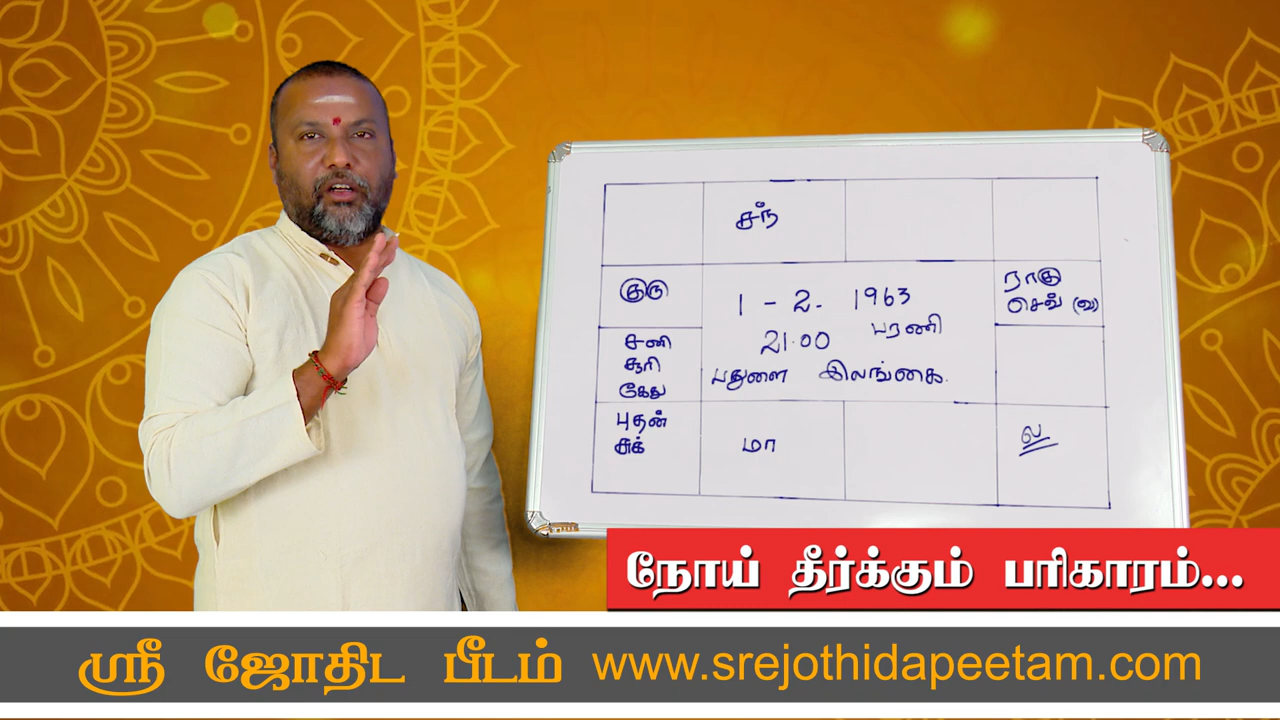 சந்
குரு
1 - 2. 1963
ராகு
செவ் (வ)
21.00 பரணி
பதுளை இலங்கை.
சனி
சூரி
கேது
புதன்
சுக்
மா
ல
நோய் தீர்க்கும் பரிகாரம்...
ஸ்ரீ ஜோதிட பீடம் www.srejothidapeetam.com